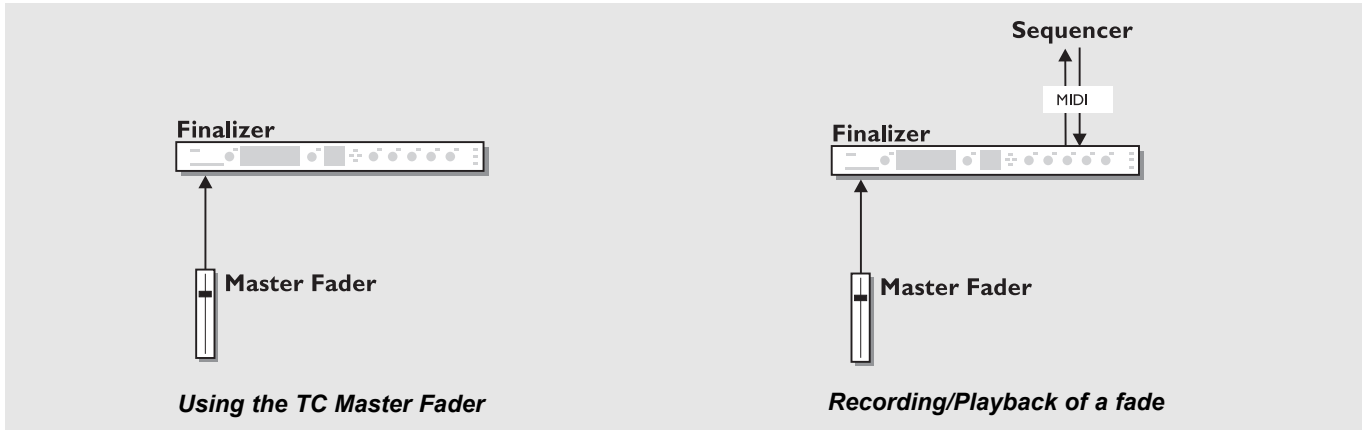 Finalizer
Master Fader
Using the TC Master Fader
Sequencer
MIDI
Finalizer
Master Fader
Recording/Playback of a fade